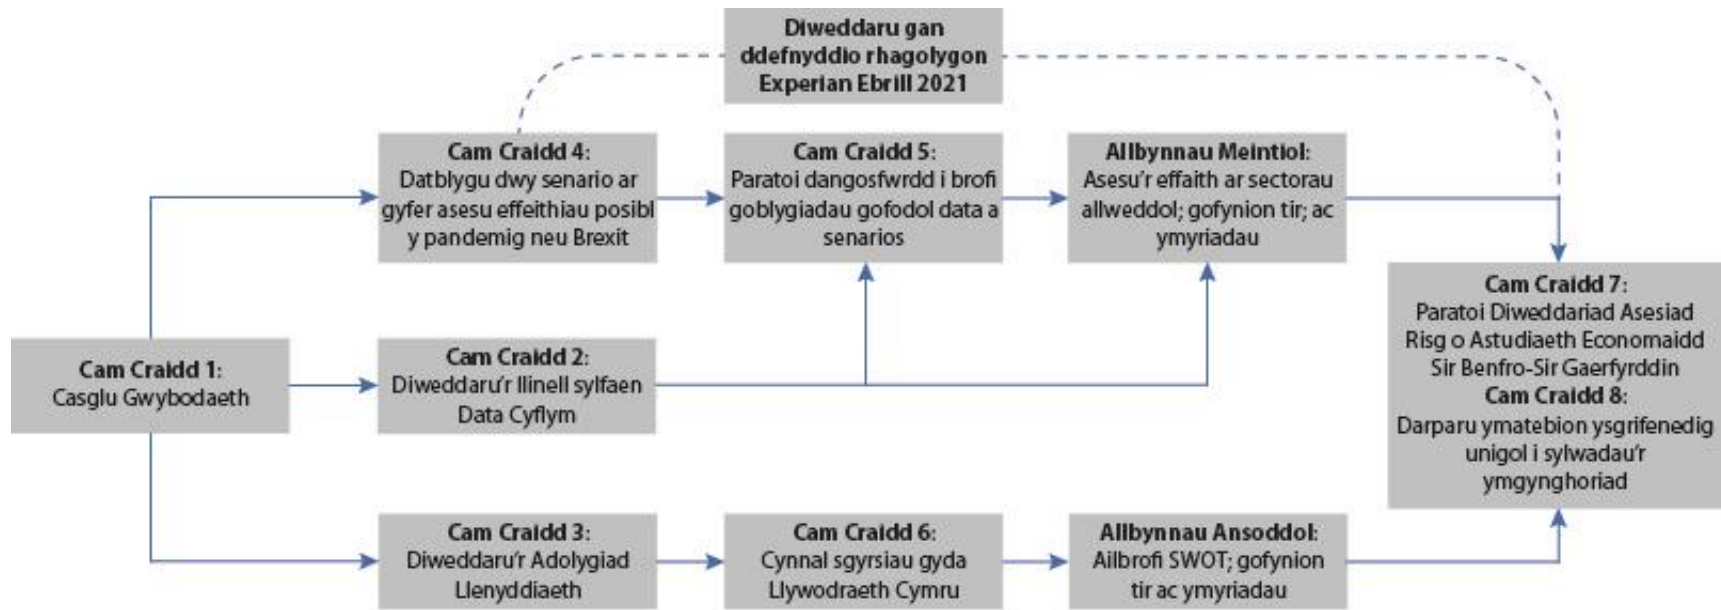 Diweddaru gan
ddefnyddio rhagolygon
Experian Ebrill 2021
Cam Craidd 4:
Datblygu dwy senario ar
gyfer asesu effeithiau posibl
y pandemig neu Brexit
Cam Craidd 5:
Paratoi dangosfwrdd i brofi
goblygiadau gofodol data a
senarios
Allbynnau Meintiol:
Asesu'r effaith ar sectorau
allweddol; gofynion tir; ac
ymyriadau
Cam Craidd 1:
Casglu Gwybodaeth
Cam Craidd 2:
Diweddaru'r llinell sylfaen
Data Cyflym
Cam Craidd 7:
Paratoi Diweddariad Asesiad
Risg o Astudiaeth Economaidd
Sir Benfro-Sir Gaerfyrddin
Cam Craidd 8:
Darparu ymatebion ysgrifenedig
unigol i sylwadau'r
ymgynghoriad
Cam Craidd 3:
Diweddaru'r Adolygiad
Llenyddiaeth
Cam Craidd 6:
Cynnal sgyrsiau gyda
Llywodraeth Cymru
Allbynnau Ansoddol:
Ailbrofi SWOT; gofynion
tir ac ymyriadau